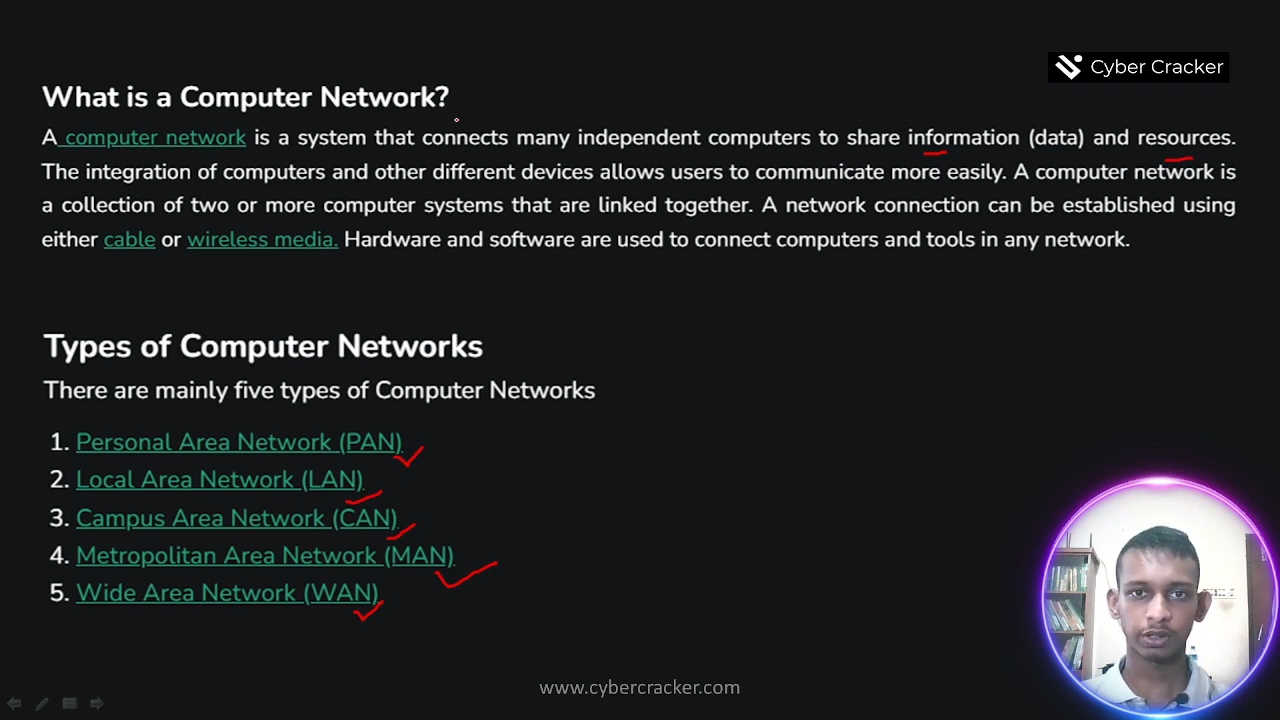 Cyber Cracker
What is a Computer Network?
A computer network is a system that connects many independent computers to share information (data) and resources.
The integration of computers and other different devices allows users to communicate more easily. A computer network is
a collection of two or more computer systems that are linked together. A network connection can be established using
either cable or wireless media. Hardware and software are used to connect computers and tools in any network.
Types of Computer Networks
There are mainly five types of Computer Networks
1. Personal Area Network (PAN)
2. Local Area Network (LAN)
3. Campus Area Network (CAN)
4. Metropolitan Area Network (MAN)
5. Wide Area Network (WAN)
www.cybercracker.com